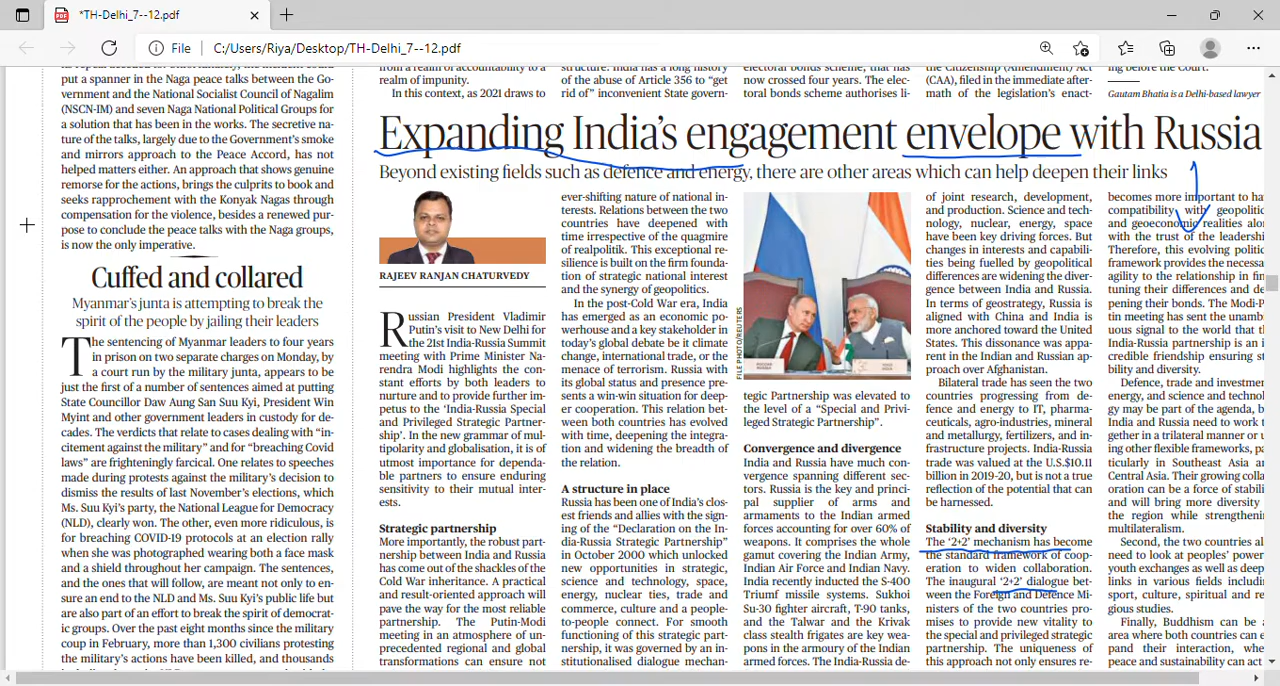 *TH-Delhi_7--12.pdf
File C:/Users/Riya/Desktop/TH-Delhi_7--12.pdf
put a spanner in the Naga peace talks between the Go-
vernment and the National Socialist Council of Nagalim
(NSCN-IM) and seven Naga National Political Groups for
a solution that has been in the works. The secretive na-
ture of the talks, largely due to the Government's smoke
and mirrors approach to the Peace Accord, has not
helped matters either. An approach that shows genuine
remorse for the actions, brings the culprits to book and
seeks rapprochement with the Konyak Nagas through
compensation for the violence, besides a renewed pur-
pose to conclude the peace talks with the Naga groups,
is now the only imperative.
Cuffed and collared
Myanmar's junta is attempting to break the
spirit of the people by jailing their leaders
The sentencing of Myanmar leaders to four years
in prison on two separate charges on Monday, by
a court run by the military junta, appears to be
just the first of a number of sentences aimed at putting
State Councillor Daw Aung San Suu Kyi, President Win
Myint and other government leaders in custody for de-
cades. The verdicts that relate to cases dealing with "in-
citement against the military" and for "breaching Covid
laws" are frighteningly farcical. One relates to speeches
made during protests against the military's decision to
dismiss the results of last November's elections, which
Ms. Suu Kyi's party, the National League for Democracy
(NLD), clearly won. The other, even more ridiculous, is
for breaching COVID-19 protocols at an election rally
when she was photographed wearing both a face mask
and a shield throughout her campaign. The sentences,
and the ones that will follow, are meant not only to en-
sure an end to the NLD and Ms. Suu Kyi's public life but
are also part of an effort to break the spirit of democrat-
ic groups. Over the past eight months since the military
coup in February, more than 1,300 civilians protesting
the military's actions have been killed, and thousands
from a realm of accountability to a
realm of impunity.
In this context, as 2021 draws to
structure. India has a long history
of the abuse of Article 356 to "get
rid of" inconvenient State govern-
electoral bonds scheme, that has
now crossed four years. The elec-
toral bonds scheme authorises li-
the Citizenship (Amendment) Act
(CAA), filed in the immediate after-
math of the legislation's enact-
ing before the Court.
Gautam Bhatia is a Delhi-based lawyer
Expanding India's engagement envelope with Russia
Beyond existing fields such as defence and energy, there are other areas which can help deepen their links
RAJEEV RANJAN CHATURVEDY
Russian President Vladimir
Putin's visit to New Delhi for
the 21st India-Russia Summit
meeting with Prime Minister Na-
rendra Modi highlights the con-
stant efforts by both leaders to
nurture and to provide further im-
petus to the 'India-Russia Special
and Privileged Strategic Partner-
ship'. In the new grammar of mul-
tipolarity and globalisation, it is of
utmost importance for dependa-
ble partners to ensure enduring
sensitivity to their mutual inter-
ests.
Strategic partnership
More importantly, the robust part-
nership between India and Russia
has come out of the shackles of the
Cold War inheritance. A practical
and result-oriented approach will
pave the way for the most reliable
partnership. The Putin-Modi
meeting in an atmosphere of un-
precedented regional and global
transformations can ensure not
ever-shifting nature of national in-
terests. Relations between the two
countries have deepened with
time irrespective of the quagmire
of realpolitik. This exceptional re-
silience is built on the firm founda-
tion of strategic national interest
and the synergy of geopolitics.
In the post-Cold War era, India
has emerged as an economic po-
werhouse and a key stakeholder in
today's global debate be it climate
change, international trade, or the
menace of terrorism. Russia with
its global status and presence pre-
sents a win-win situation for deep-
er cooperation. This relation bet-
ween both countries has evolved
with time, deepening the integra-
tion and widening the breadth of
the relation.
A structure in place
Russia has been one of India's clos-
est friends and allies with the sign-
ing of the "Declaration on the In-
dia-Russia Strategic Partnership"
in October 2000 which unlocked
new opportunities in strategic,
science and technology, space,
energy, nuclear ties, trade and
commerce, culture and a people-
to-people connect. For smooth
functioning of this strategic part-
nership, it was governed by an in-
stitutionalised dialogue mechan-
FILE PHOTO/REUTERS
tegic Partnership was elevated to
the level of a "Special and Privi-
leged Strategic Partnership".
Convergence and divergence
India and Russia have much con-
vergence spanning different sec-
tors. Russia is the key and princi-
pal supplier of arms and
armaments to the Indian armed
forces accounting for over 60% of
weapons. It comprises the whole
gamut covering the Indian Army,
Indian Air Force and Indian Navy.
India recently inducted the S-400
Triumf missile systems. Sukhoi
Su-30 fighter aircraft, T-90 tanks,
and the Talwar and the Krivak
class stealth frigates are key wea-
pons in the armoury of the Indian
armed forces. The India-Russia de-
of joint research, development,
and production. Science and tech-
nology, nuclear, energy, space
have been key driving forces. But
changes in interests and capabili-
ties being fuelled by geopolitical
differences are widening the diver-
gence between India and Russia.
In terms of geostrategy, Russia is
aligned with China and India is
more anchored toward the United
States. This dissonance was appa-
rent in the Indian and Russian ap-
proach over Afghanistan.
Bilateral trade has seen the two
countries progressing from de-
fence and energy to IT, pharma-
ceuticals, agro-industries, mineral
and metallurgy, fertilizers, and in-
frastructure projects. India-Russia
trade was valued at the U.S.$10.11
billion in 2019-20, but is not a true
reflection of the potential that can
be harnessed.
Stability and diversity
The '2+2' mechanism has become
the standard framework of coop-
eration to widen collaboration.
The inaugural '2+2' dialogue bet-
ween the Foreign and Defence Mi-
nisters of the two countries pro-
mises to provide new vitality to
the special and privileged strategic
partnership. The uniqueness of
this approach not only ensures re-
becomes more important to ha
compatibility with geopolitic
and geoeconomic realities alo
with the trust of the leadersh
Therefore, this evolving politic
framework provides the necessa
agility to the relationship in fin
tuning their differences and de
pening their bonds. The Modi-P
tin meeting has sent the unamb
uous signal to the world that t
India-Russia partnership is an i
credible friendship ensuring st
bility and diversity.
Defence, trade and investmen
energy, and science and technol
gy may be part of the agenda, b
India and Russia need to work t
gether in a trilateral manner or u
ing other flexible frameworks, pa
ticularly in Southeast Asia an
Central Asia. Their growing colla
oration can be a force of stabili
and will bring more diversity
the region while strengthenin
multilateralism.
Second, the two countries al
need to look at peoples' power
youth exchanges as well as deep
links in various fields includin
sport, culture, spiritual and re
gious studies.
Finally, Buddhism can be
area where both countries can e
pand their interaction, whe
peace and sustainability can act